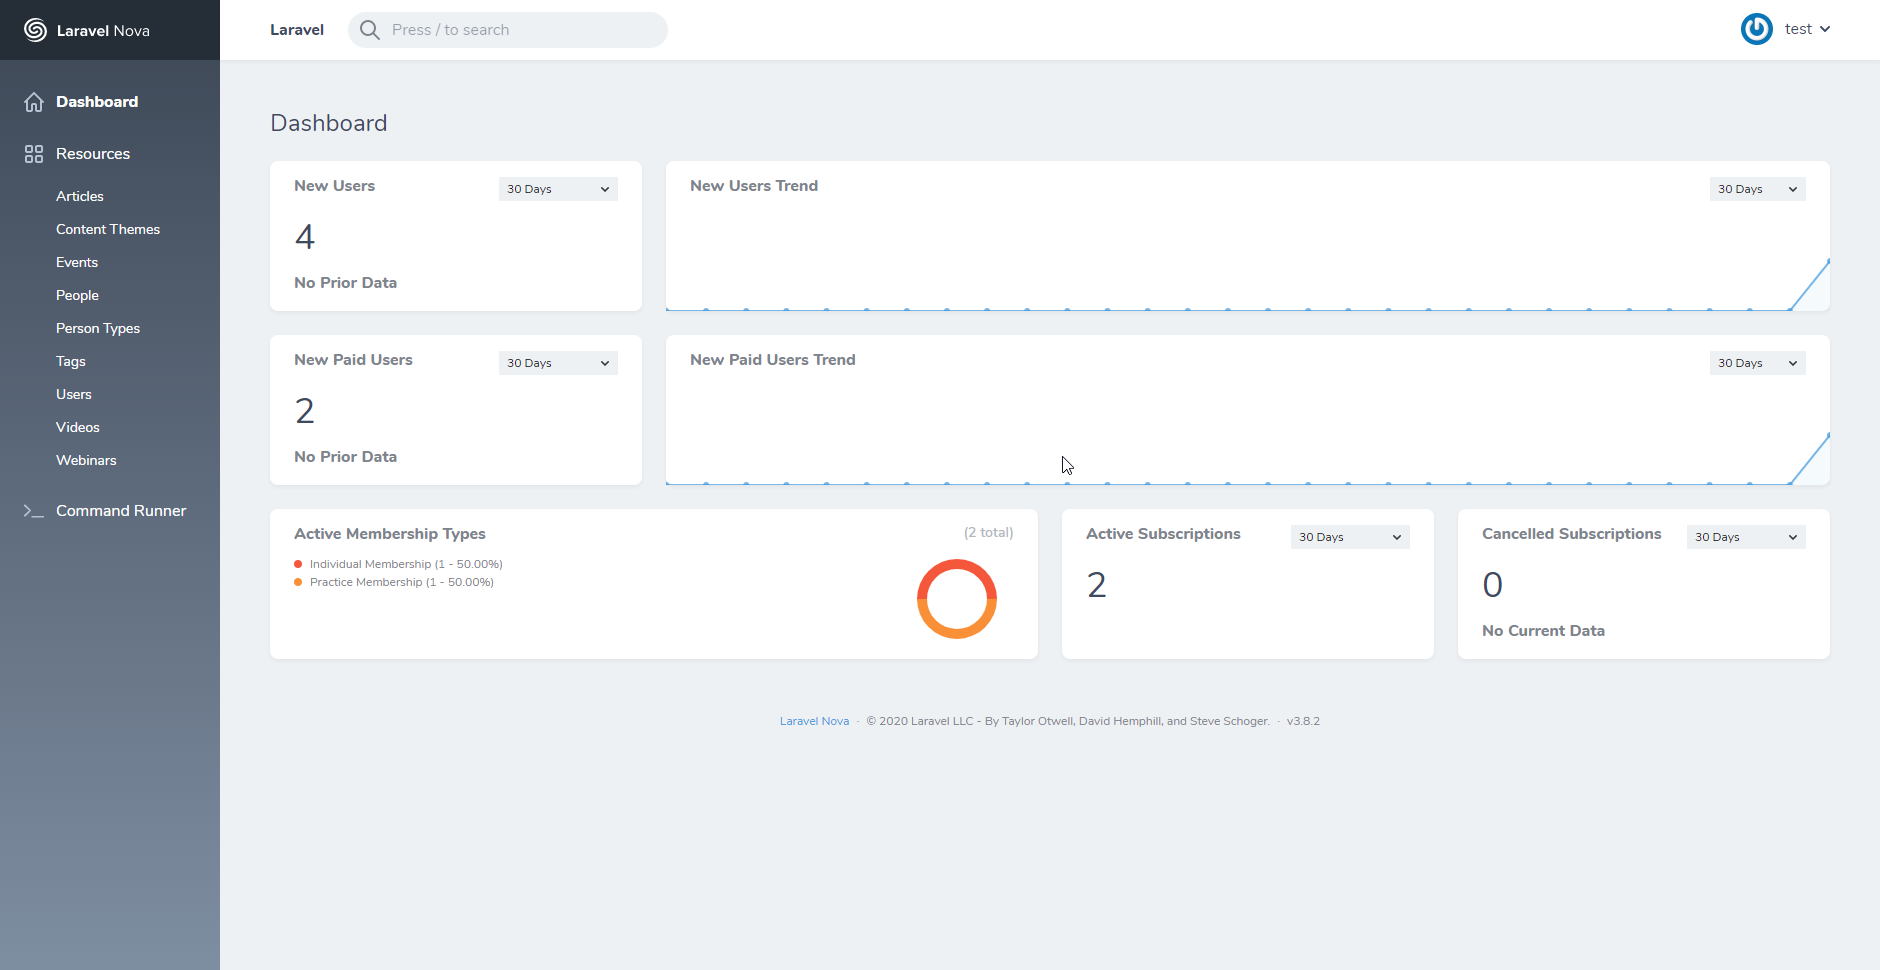 Laravel Nova
Laravel
Press / to search
test
Dashboard
Resources
Articles
Content Themes
Events
People
Person Types
Tags
Users
Videos
Webinars
Command Runner
Dashboard
New Users
30 Days
4
No Prior Data
New Users Trend
30 Days
New Paid Users
30 Days
2
No Prior Data
New Paid Users Trend
30 Days
Active Membership Types
(2 total)
Individual Membership (1 - 50.00%)
Practice Membership (1 - 50.00%)
Active Subscriptions
30 Days
2
Cancelled Subscriptions
30 Days
0
No Current Data
Laravel Nova · © 2020 Laravel LLC - By Taylor Otwell, David Hemphill, and Steve Schoger. · v3.8.2